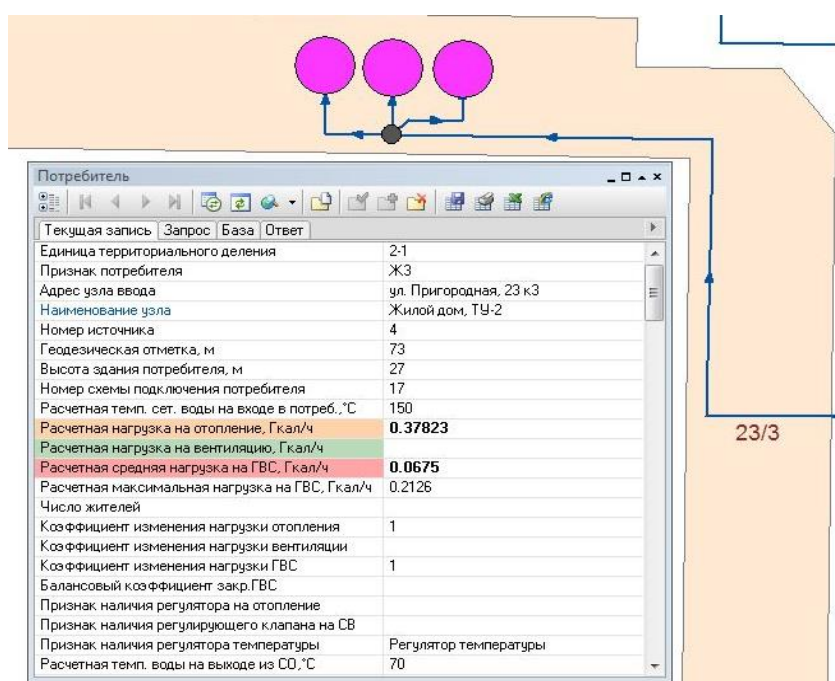 Потребитель
Текущая запись Запрос База Ответ
Единица территориального деления 2-1
Признак потребителя ЖЗ
Адрес узла ввода ул. Пригородная, 23 к3
Наименование узла Жилой дом, ТУ-2
Номер источника 4
Геодезическая отметка, м 73
Высота здания потребителя, м 27
Номер схемы подключения потребителя 17
Расчетная темп. сет. воды на входе в потреб.,°C 150
Расчетная нагрузка на отопление, Гкал/ч 0.37823
Расчетная нагрузка на вентиляцию, Гкал/ч
Расчетная средняя нагрузка на ГВС, Гкал/ч 0.0675
Расчетная максимальная нагрузка на ГВС, Гкал/ч 0.2126
Число жителей
Коэффициент изменения нагрузки отопления 1
Коэффициент изменения нагрузки вентиляции
Коэффициент изменения нагрузки ГВС 1
Балансовый коэффициент закр.ГВС
Признак наличия регулятора на отопление
Признак наличия регулирующего клапана на СВ
Признак наличия регулятора температуры Регулятор температуры
Расчетная темп. воды на выходе из СО,°C 70
23/3